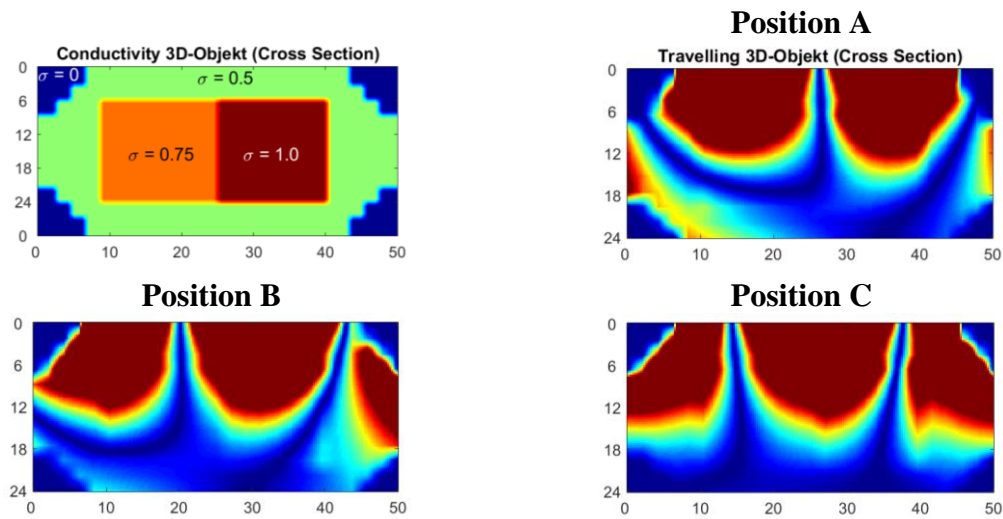 Position A
Conductivity 3D-Objekt (Cross Section)
Travelling 3D-Objekt (Cross Section)
0
6
12
18
24
0
σ = 0
σ = 0.5
σ = 0.75
σ = 1.0
0 10 20 30 40 50
0
6
12
18
24
0 10 20 30 40 50
Position B
Position C
0
6
12
18
24
0 10 20 30 40 50
0
6
12
18
24
0 10 20 30 40 50